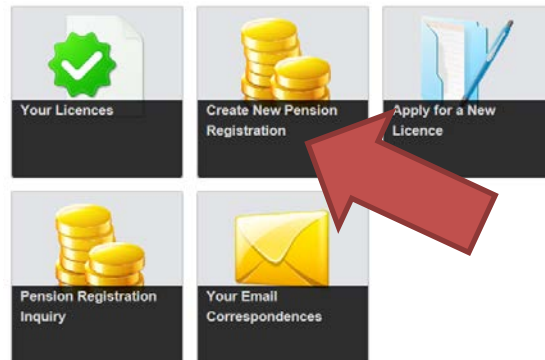 Your Licences
Create New Pension
Registration
Apply for a New
Licence
Pension Registration
Inquiry
Your Email
Correspondences